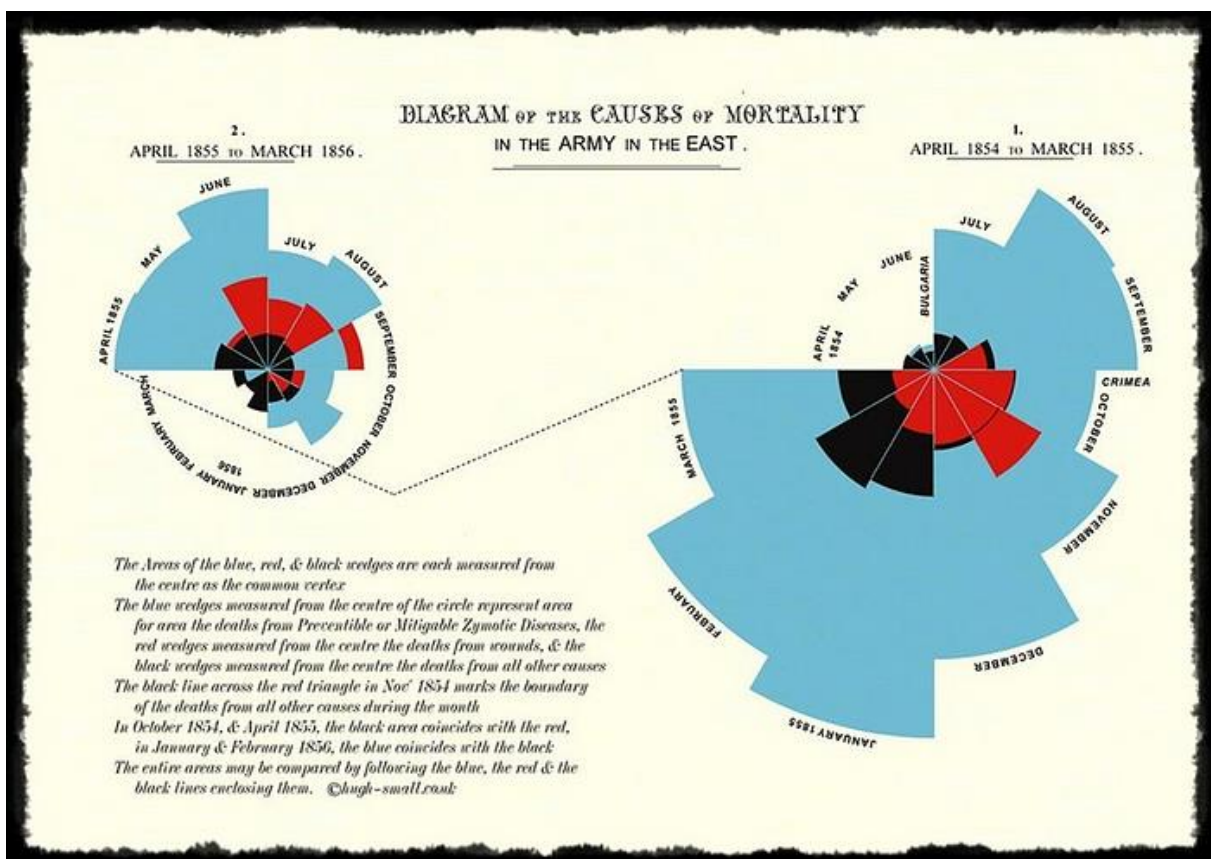 DIAGRAM OF THE CAUSES OF MORTALITY
IN THE ARMY IN THE EAST.
2.
APRIL 1855 TO MARCH 1856.
1.
APRIL 1854 TO MARCH 1855.
APRIL 1855
MAY
JUNE
JULY
AUGUST
SEPTEMBER
OCTOBER
NOVEMBER
DECEMBER
JANUARY
1856
FEBRUARY
MARCH
APRIL
1854
MAY
JUNE
BULGARIA
JULY
AUGUST
SEPTEMBER
CRIMEA
OCTOBER
NOVEMBER
DECEMBER
JANUARY 1855
FEBRUARY
MARCH 1855
The Areas of the blue, red, & black wedges are each measured from
the centre as the common vertex
The blue wedges measured from the centre of the circle represent area
for area the deaths from Preventible or Mitigable Zymotic Diseases, the
red wedges measured from the centre the deaths from wounds, & the
black wedges measured from the centre the deaths from all other causes
The black line across the red triangle in Nov' 1854 marks the boundary
of the deaths from all other causes during the month
In October 1854, & April 1855, the black area coincides with the red,
in January & February 1856, the blue coincides with the black
The entire areas may be compared by following the blue, the red & the
black lines enclosing them. ©hugh-small.co.uk